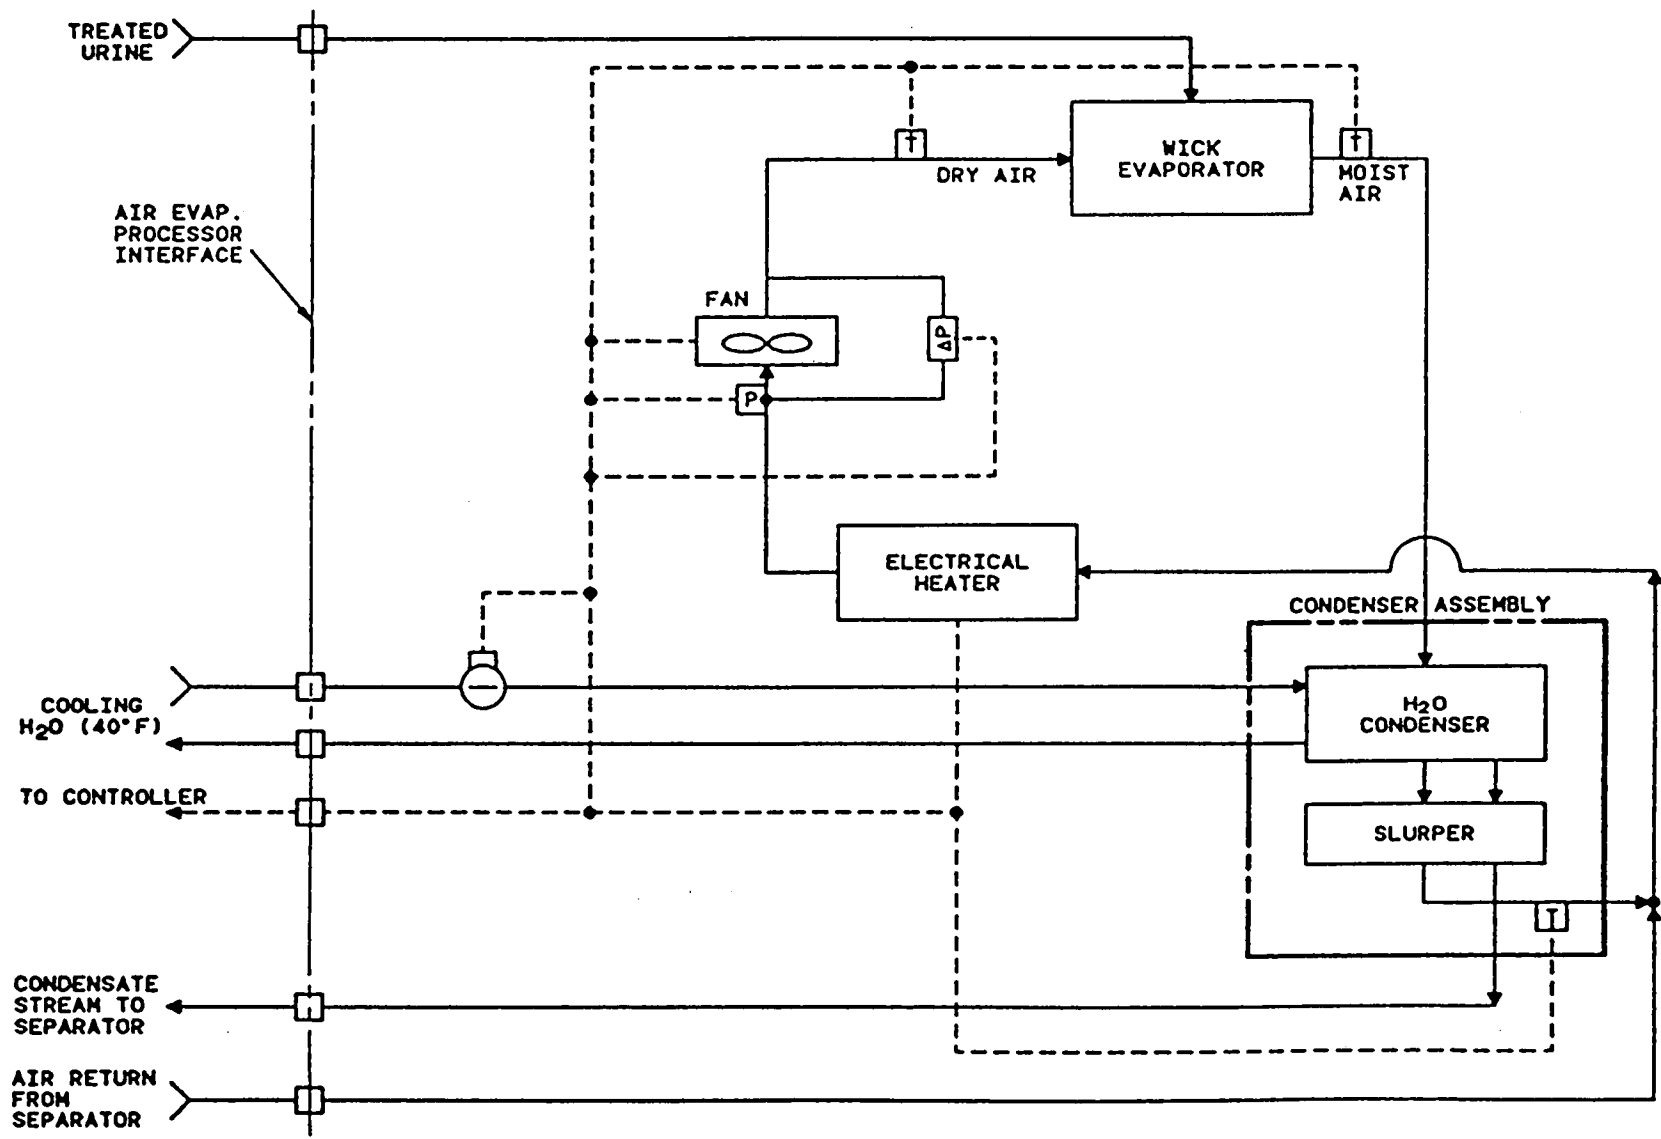 TREATED
URINE
T
T
WICK
EVAPORATOR
DRY AIR
MOIST
AIR
AIR EVAP.
PROCESSOR
INTERFACE
FAN
ΔP
P
ELECTRICAL
HEATER
CONDENSER ASSEMBLY
COOLING
H2O (40°F)
H2O
CONDENSER
TO CONTROLLER
SLURPER
T
CONDENSATE
STREAM TO
SEPARATOR
AIR RETURN
FROM
SEPARATOR